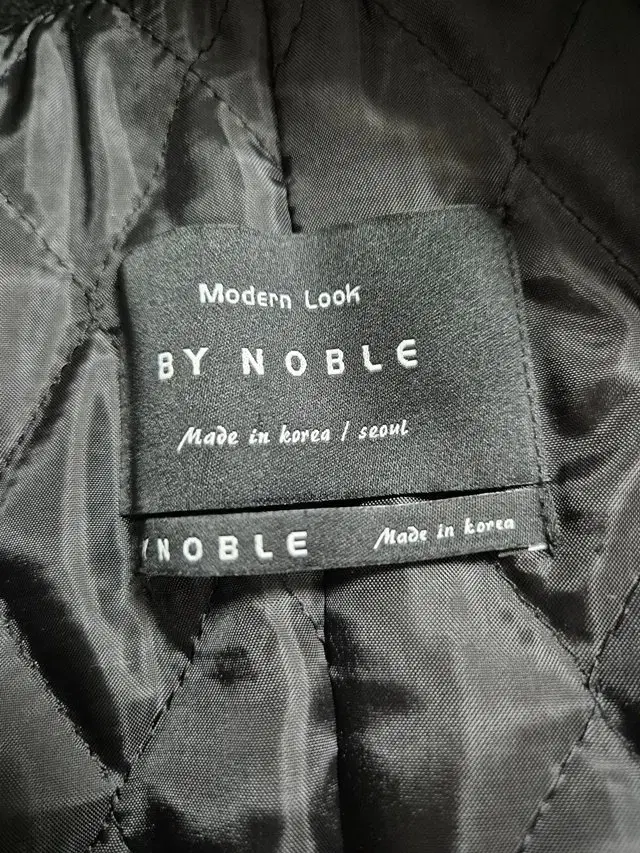 Modern Look
BY NOBLE
Made in korea / seoul
Y NOBLE Made in korea